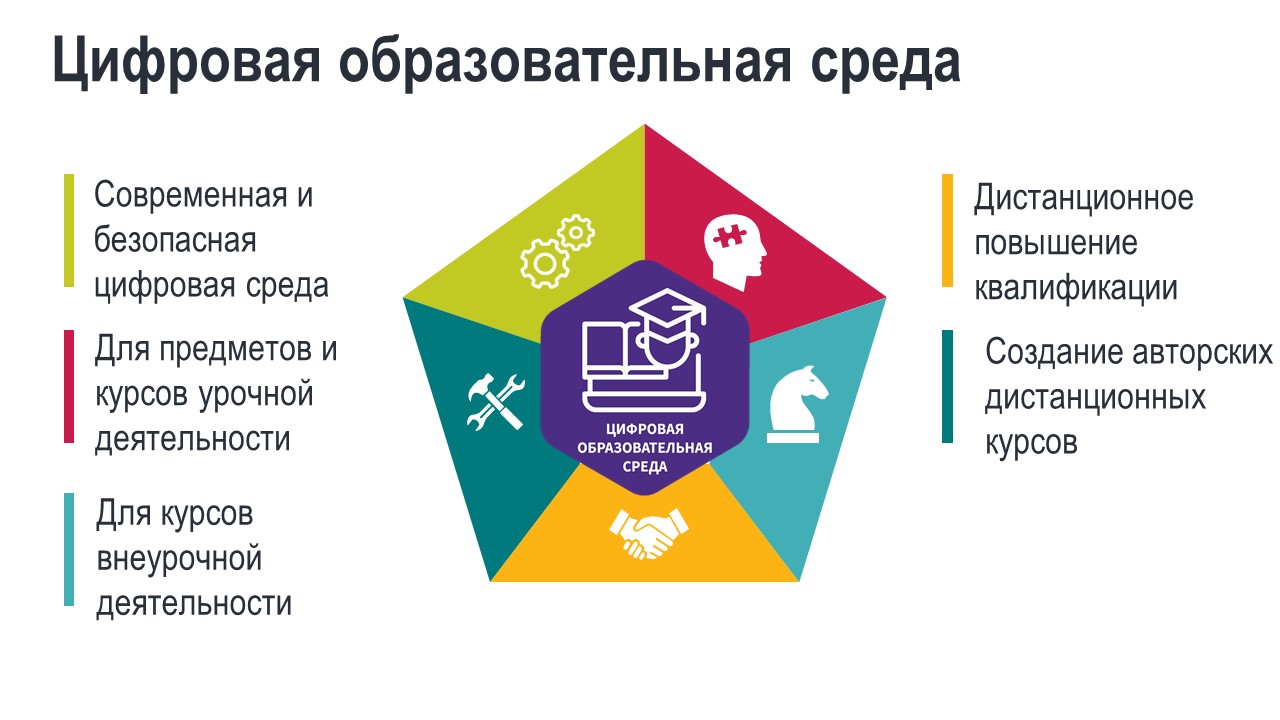 Цифровая образовательная среда
Современная и
безопасная
цифровая среда
Для предметов и
курсов урочной
деятельности
Для курсов
внеурочной
деятельности
ЦИФРОВАЯ
ОБРАЗОВАТЕЛЬНАЯ
СРЕДА
Дистанционное
повышение
квалификации
Создание авторских
дистанционных
курсов